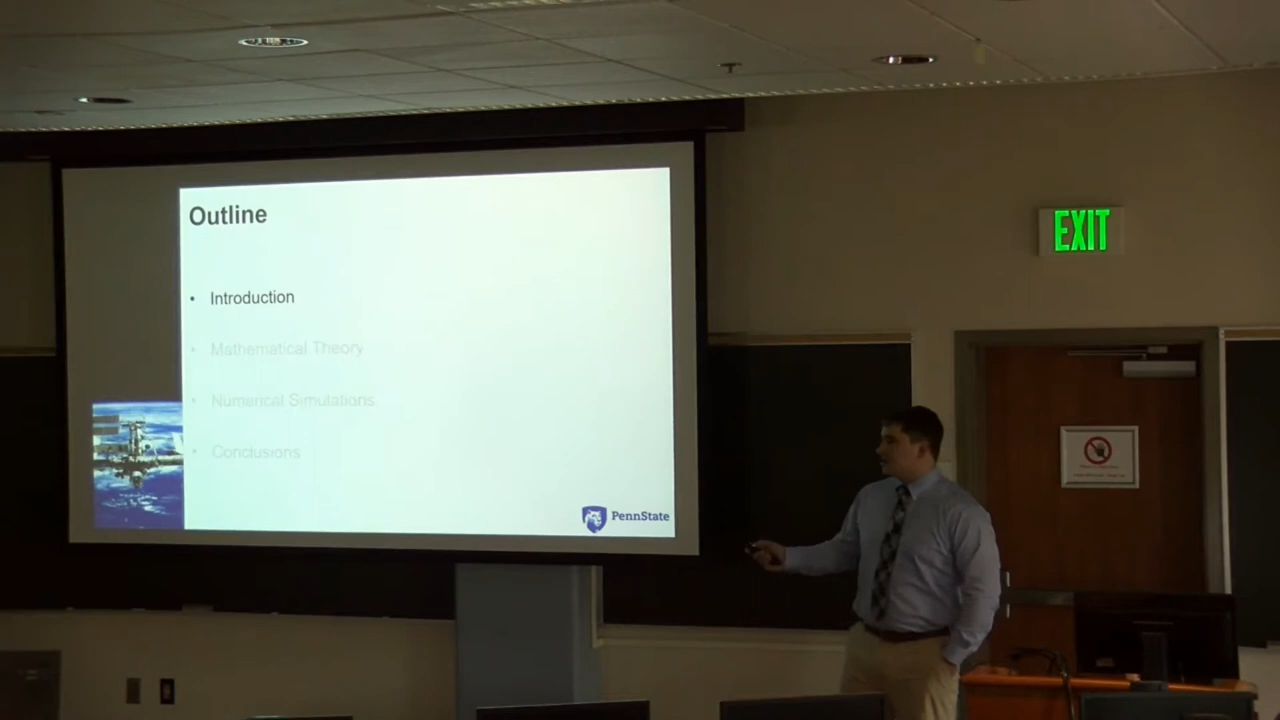 Outline
• Introduction
• Mathematical Theory
• Numerical Simulations
• Conclusions
PennState
EXIT